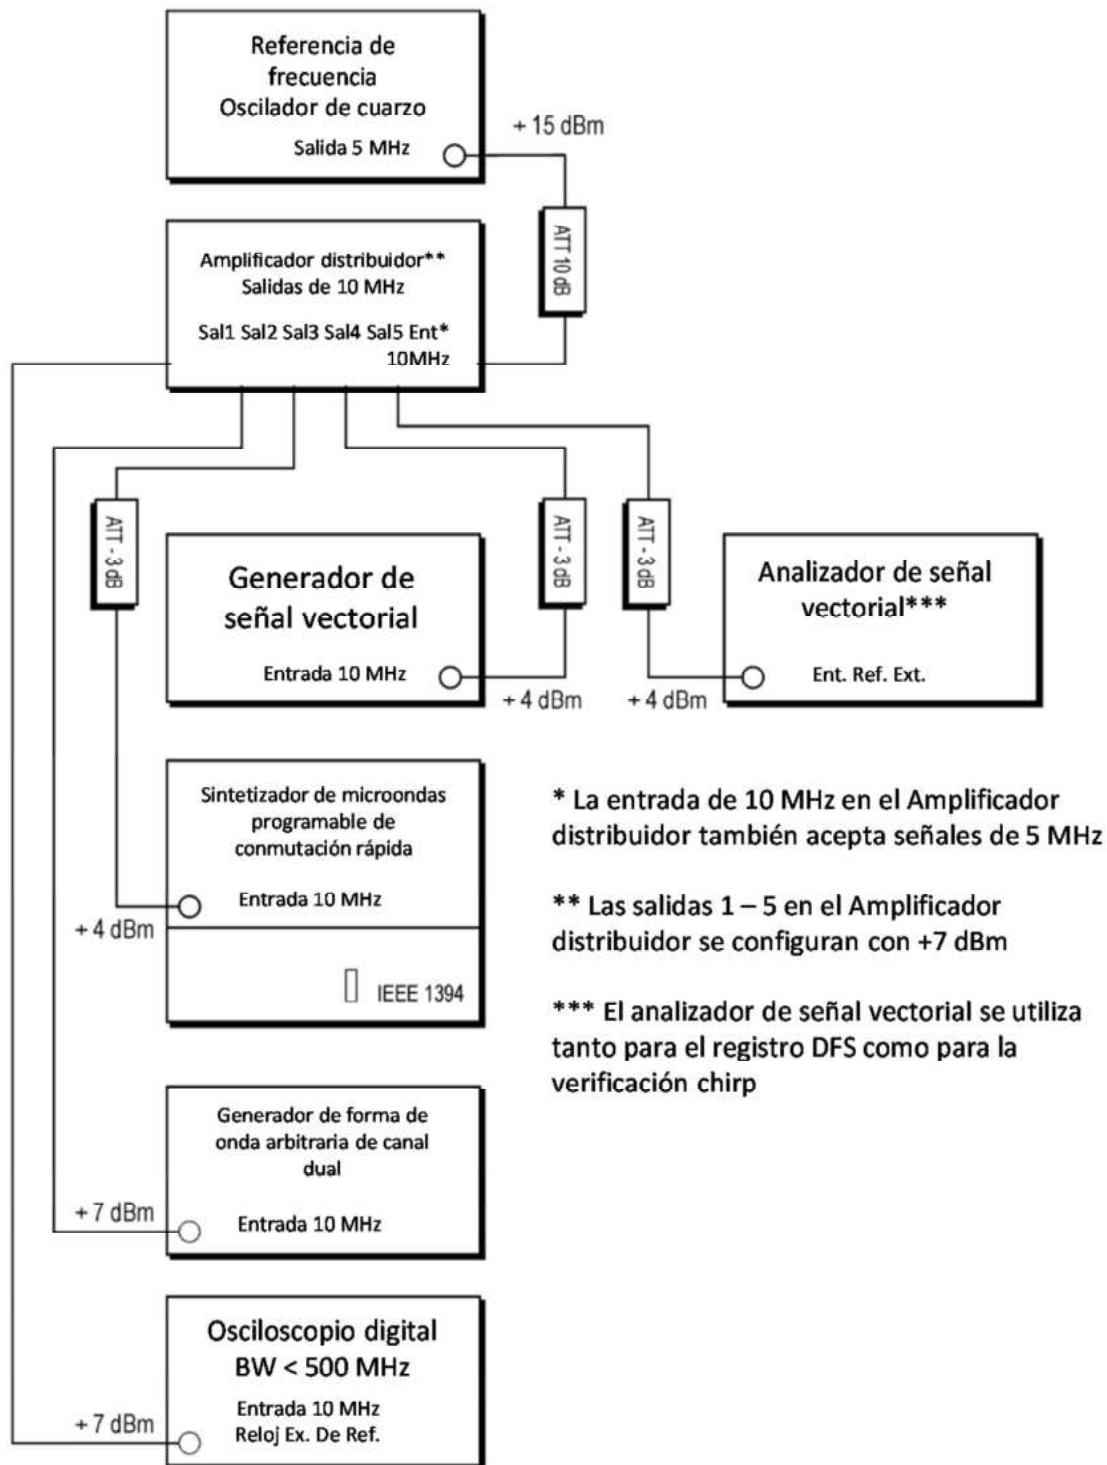 Referencia de
frecuencia
Oscilador de cuarzo
Salida 5 MHz
+ 15 dBm
ATT 10 dB
Amplificador distribuidor**
Salidas de 10 MHz
Sal1 Sal2 Sal3 Sal4 Sal5 Ent*
10MHz
ATT - 3 dB
ATT - 3 dB
ATT - 3 dB
Generador de
señal vectorial
Entrada 10 MHz
+ 4 dBm
+ 4 dBm
Analizador de señal
vectorial***
Ent. Ref. Ext.
Sintetizador de microondas
programable de
conmutación rápida
Entrada 10 MHz
+ 4 dBm
IEEE 1394
* La entrada de 10 MHz en el Amplificador
distribuidor también acepta señales de 5 MHz
** Las salidas 1 – 5 en el Amplificador
distribuidor se configuran con +7 dBm
*** El analizador de señal vectorial se utiliza
tanto para el registro DFS como para la
verificación chirp
Generador de forma de
onda arbitraria de canal
dual
+ 7 dBm
Entrada 10 MHz
Osciloscopio digital
BW < 500 MHz
Entrada 10 MHz
Reloj Ex. De Ref.
+ 7 dBm